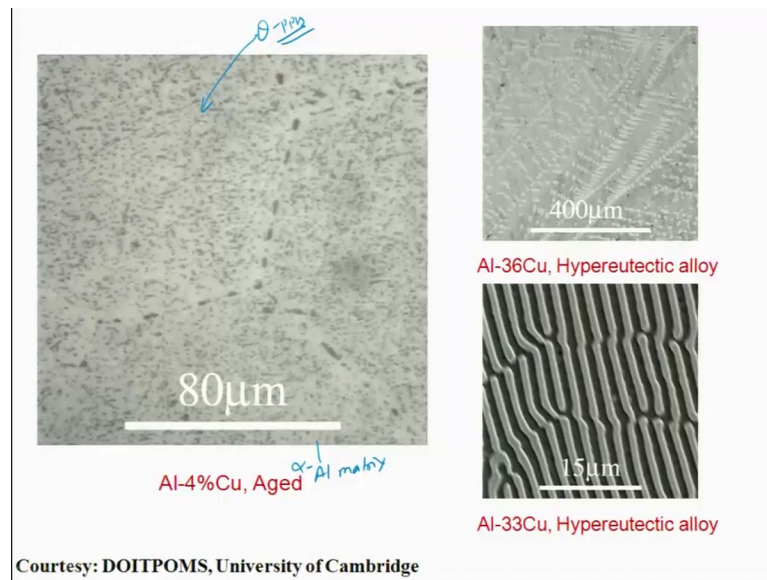 θ-ppb
400μm
Al-36Cu, Hypereutectic alloy
80μm
α-Al matrix
Al-4%Cu, Aged
15μm
Al-33Cu, Hypereutectic alloy
Courtesy: DOITPOMS, University of Cambridge